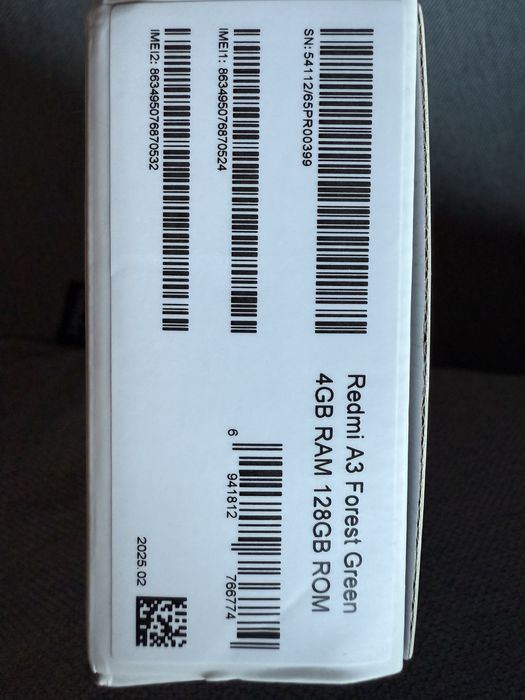 SN: 54112/65PR00399
IMEI1: 863495076870524
IMEI2: 863495076870532
Redmi A3 Forest Green
4GB RAM 128GB ROM
6 941812 766774
2025.02